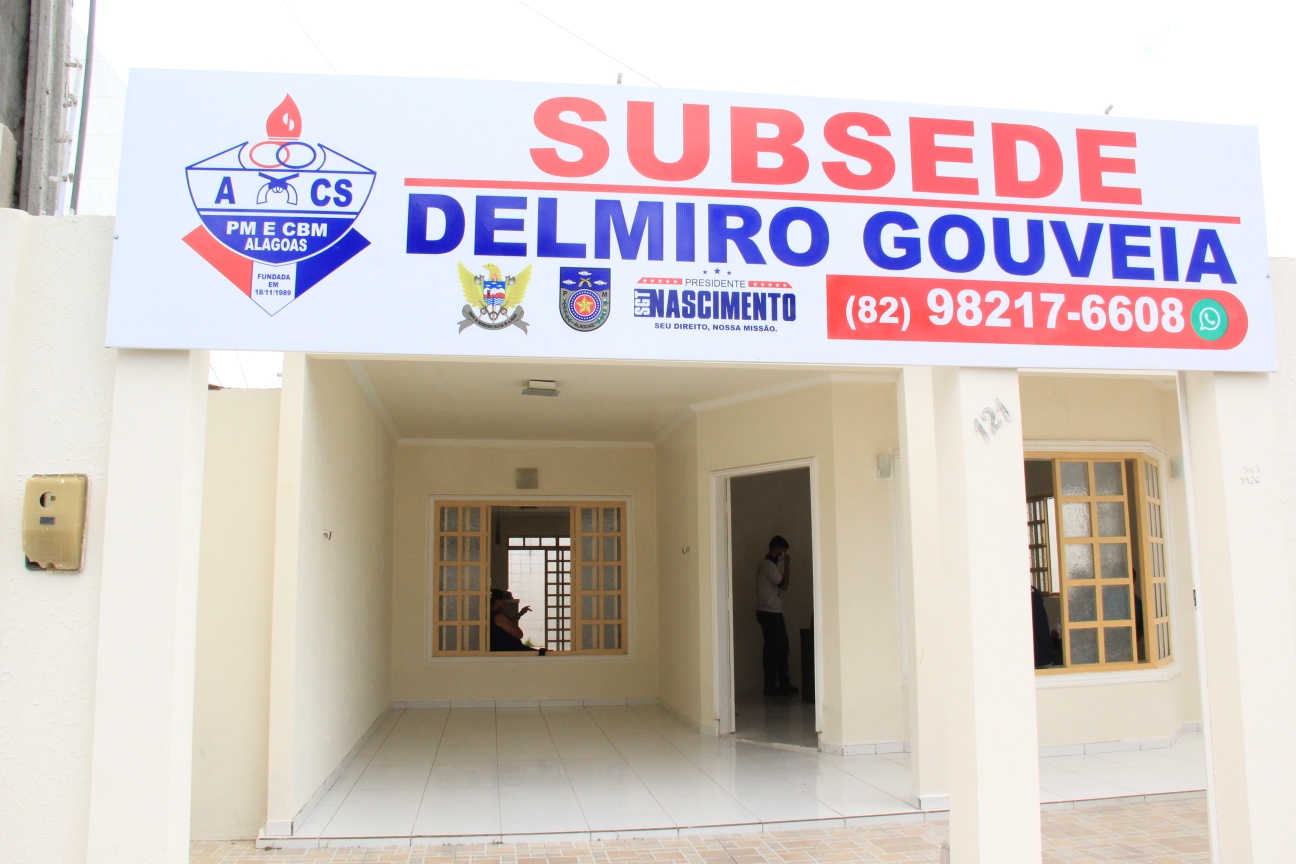 SUBSEDE
DELMIRO GOUVEIA
A CS
PM E CBM
ALAGOAS
FUNDADA
EM
18/11/1989
P M
ALAGOAS
PRESIDENTE
SGT NASCIMENTO
SEU DIREITO, NOSSA MISSÃO.
(82) 98217-6608
121